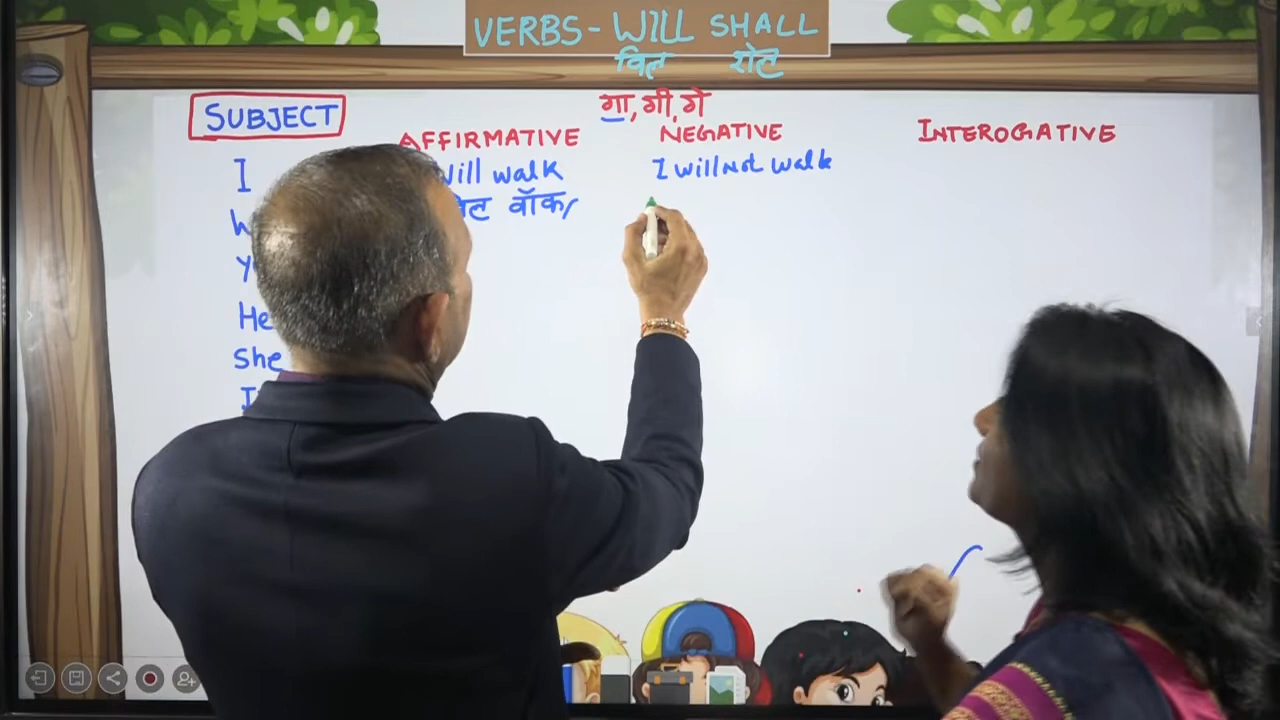 VERBS - WILL SHALL
विल शेल
गा, गी, गे
SUBJECT
AFFIRMATIVE NEGATIVE INTEROGATIVE
I will walk I will not walk
वॉक
He
She